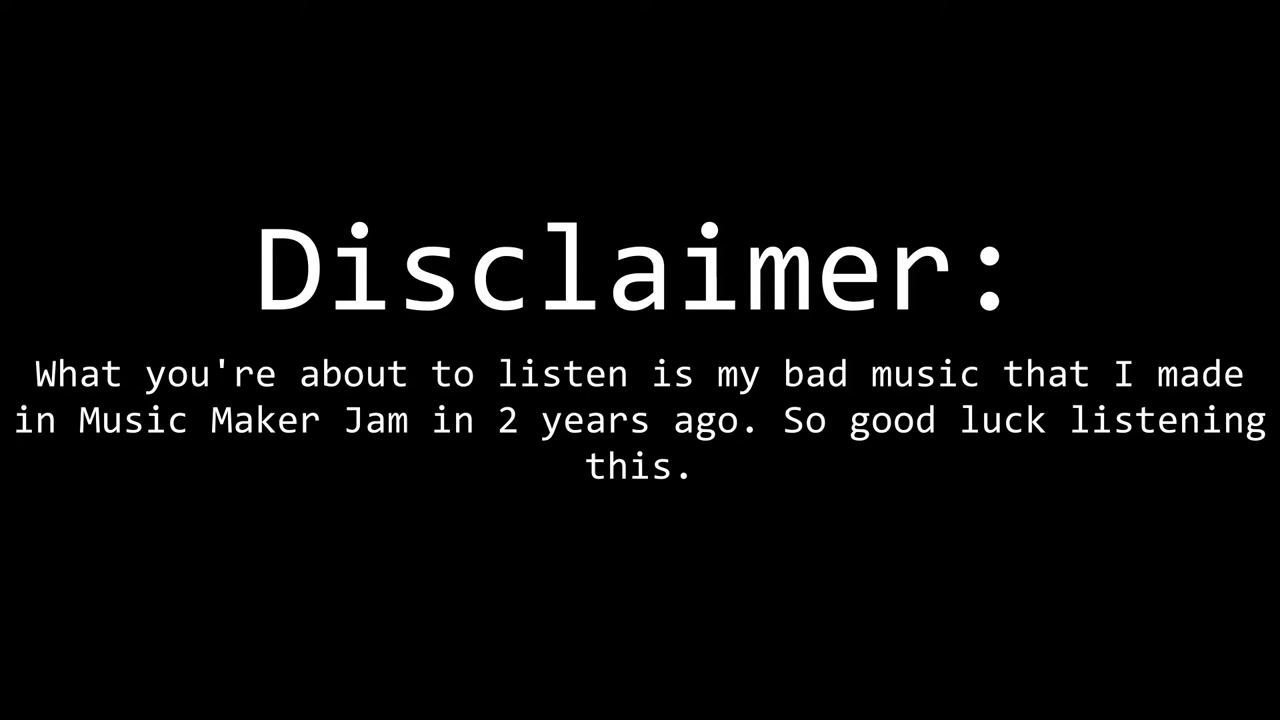 Disclaimer:
What you're about to listen is my bad music that I made
in Music Maker Jam in 2 years ago. So good luck listening
this.